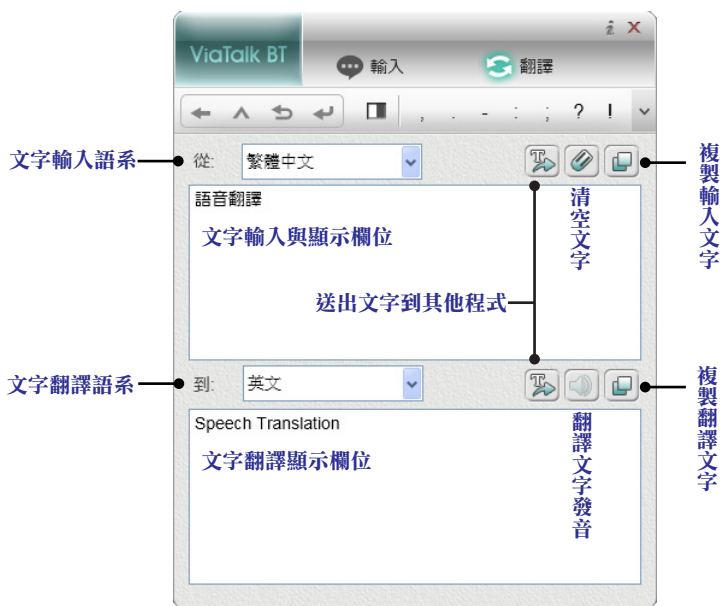 ViaTalk BT
輸入
翻譯
, . - : ; ? !
文字輸入語系
從:
繁體中文
複製輸入文字
語音翻譯
文字輸入與顯示欄位
清空文字
送出文字到其他程式
文字翻譯語系
到:
英文
複製翻譯文字
Speech Translation
文字翻譯顯示欄位
翻譯文字發音